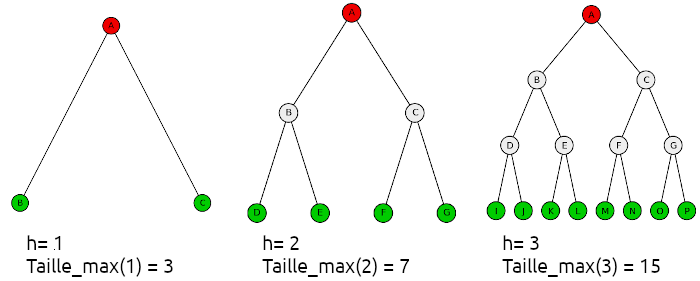 A
A
A
B
C
B
C
D
E
F
G
B
C
D
E
F
G
I
J
K
L
M
N
O
P
h= 1
Taille_max(1) = 3
h= 2
Taille_max(2) = 7
h= 3
Taille_max(3) = 15